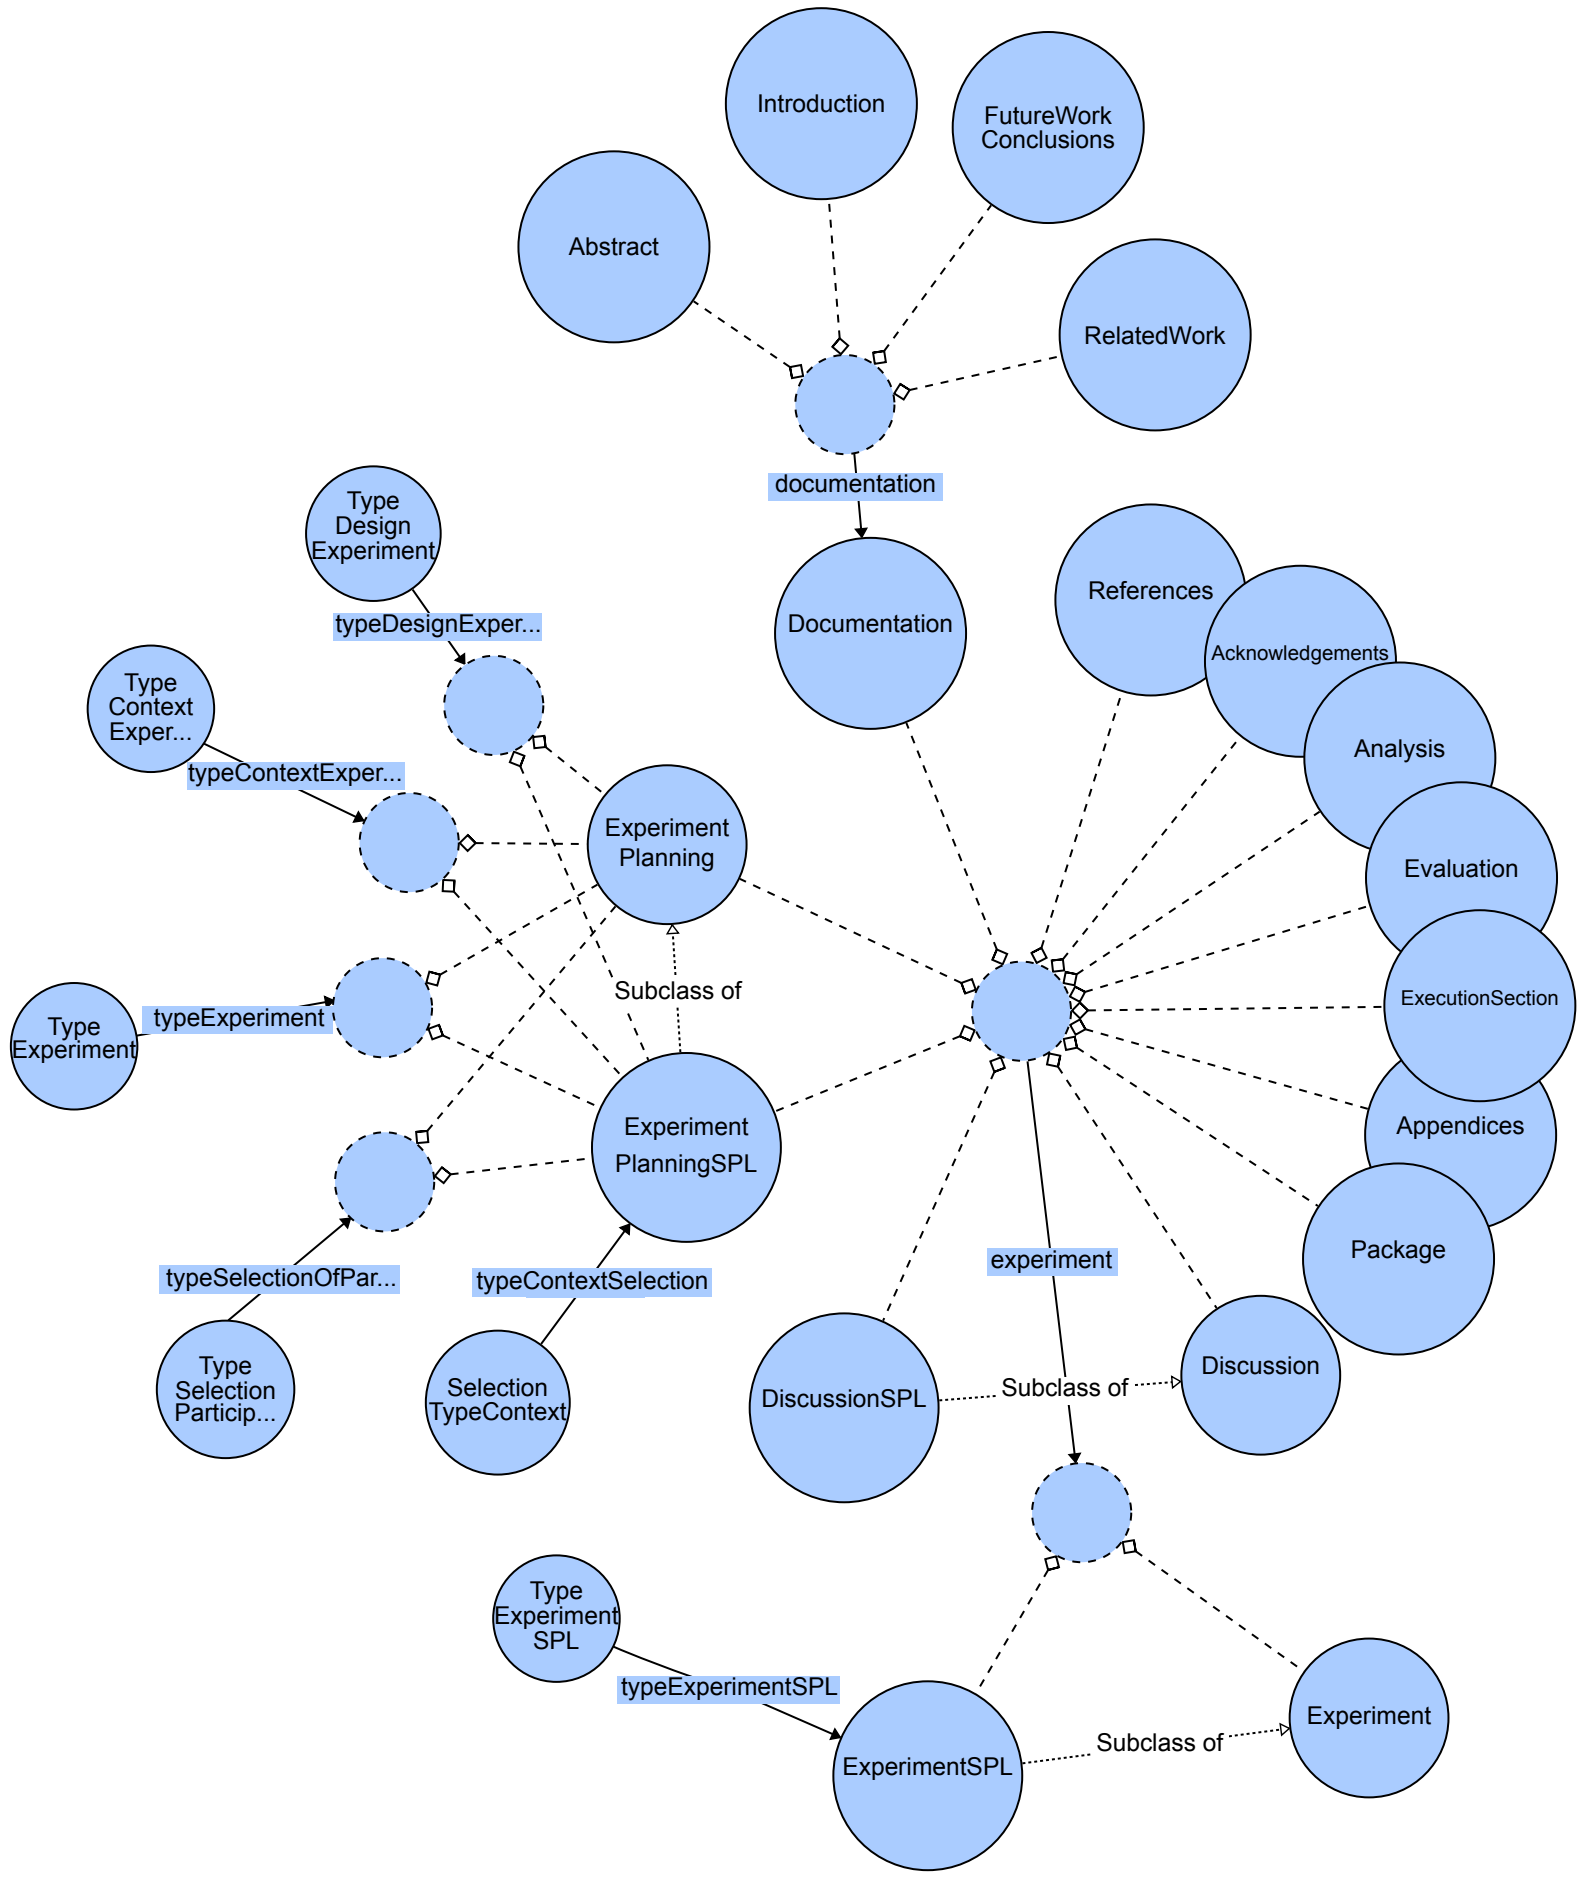 Introduction
FutureWork
Conclusions
Abstract
RelatedWork
documentation
Type
Design
Experiment
typeDesignExper...
Documentation
References
Acknowledgements
Type
Context
Exper...
typeContextExper...
Analysis
Experiment
Planning
Evaluation
Subclass of
ExecutionSection
typeExperiment
Type
Experiment
Experiment
PlanningSPL
Appendices
experiment
Package
typeSelectionOfPar...
typeContextSelection
Type
Selection
Particip...
Selection
TypeContext
DiscussionSPL
Subclass of
Discussion
Type
Experiment
SPL
typeExperimentSPL
ExperimentSPL
Subclass of
Experiment